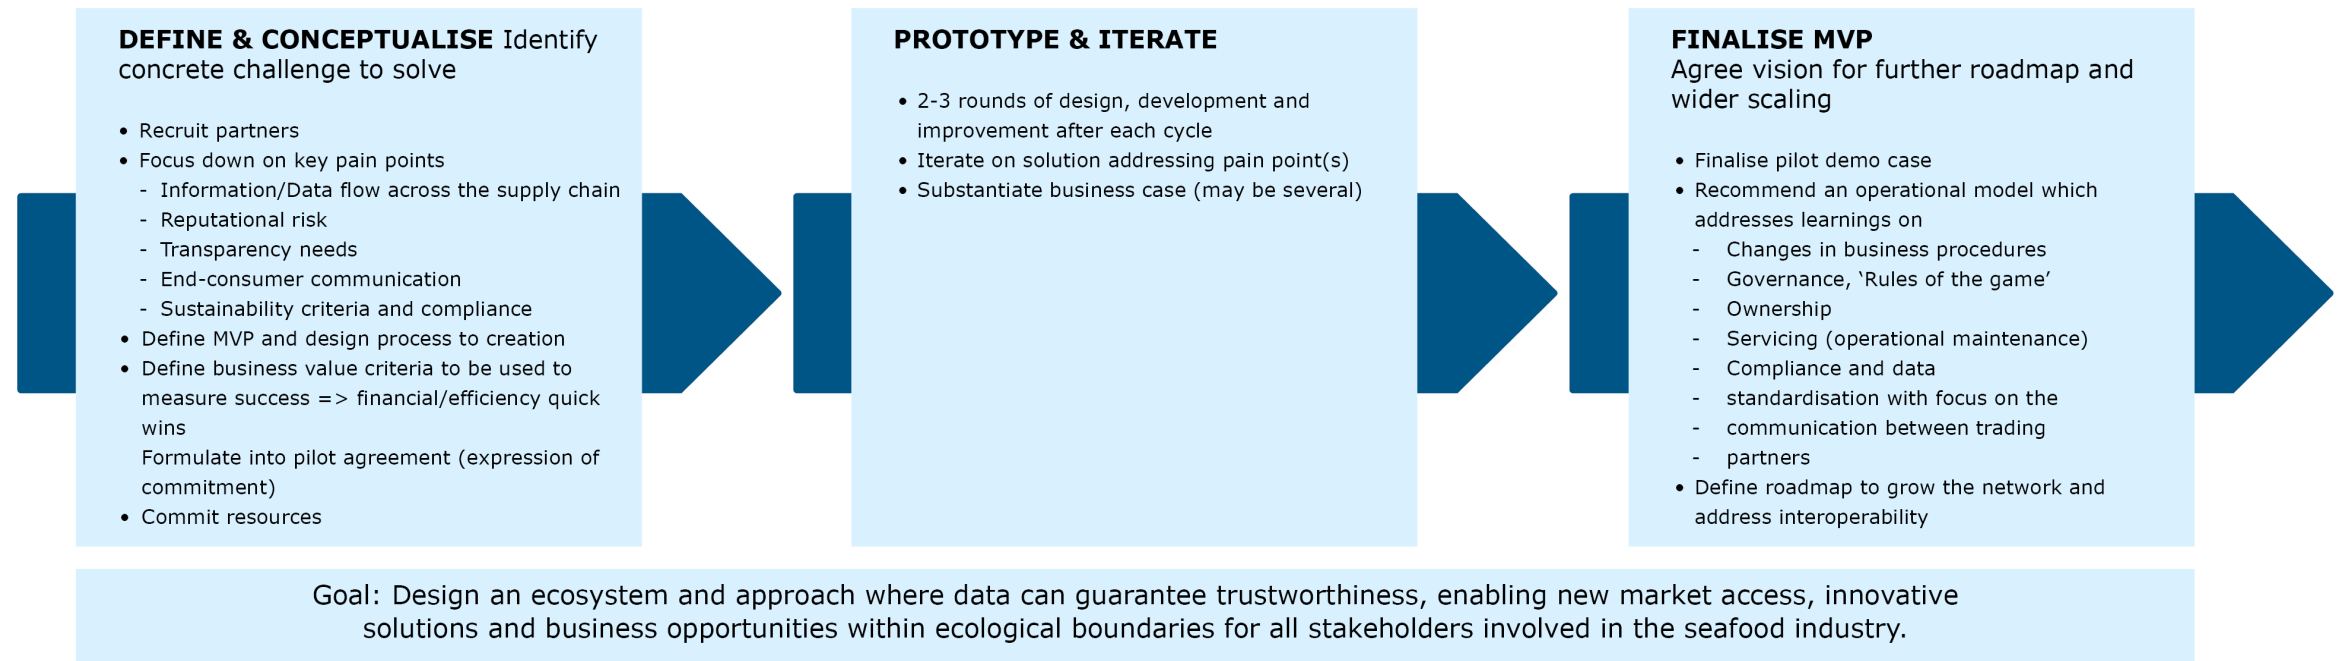 DEFINE & CONCEPTUALISE Identify
concrete challenge to solve
• Recruit partners
• Focus down on key pain points
- Information/Data flow across the supply chain
- Reputational risk
- Transparency needs
- End-consumer communication
- Sustainability criteria and compliance
• Define MVP and design process to creation
• Define business value criteria to be used to
measure success => financial/efficiency quick
wins
Formulate into pilot agreement (expression of
commitment)
• Commit resources
PROTOTYPE & ITERATE
• 2-3 rounds of design, development and
improvement after each cycle
• Iterate on solution addressing pain point(s)
• Substantiate business case (may be several)
FINALISE MVP
Agree vision for further roadmap and
wider scaling
• Finalise pilot demo case
• Recommend an operational model which
addresses learnings on
- Changes in business procedures
- Governance, ‘Rules of the game’
- Ownership
- Servicing (operational maintenance)
- Compliance and data
- standardisation with focus on the
- communication between trading
- partners
• Define roadmap to grow the network and
address interoperability
Goal: Design an ecosystem and approach where data can guarantee trustworthiness, enabling new market access, innovative
solutions and business opportunities within ecological boundaries for all stakeholders involved in the seafood industry.